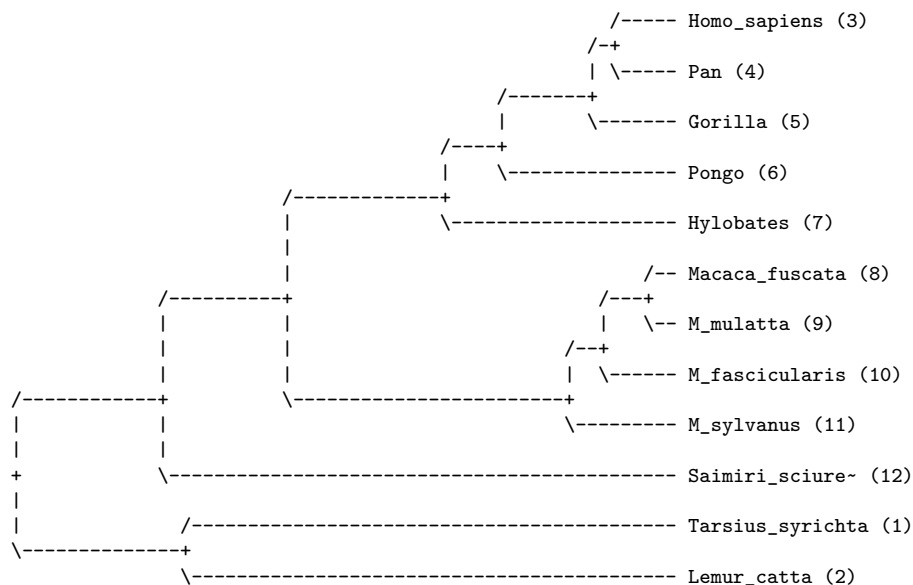 Homo_sapiens (3)
Pan (4)
Gorilla (5)
Pongo (6)
Hylobates (7)
Macaca_fuscata (8)
M_mulatta (9)
M_fascicularis (10)
M_sylvanus (11)
Saimiri_sciure~ (12)
Tarsius_syrichta (1)
Lemur_catta (2)